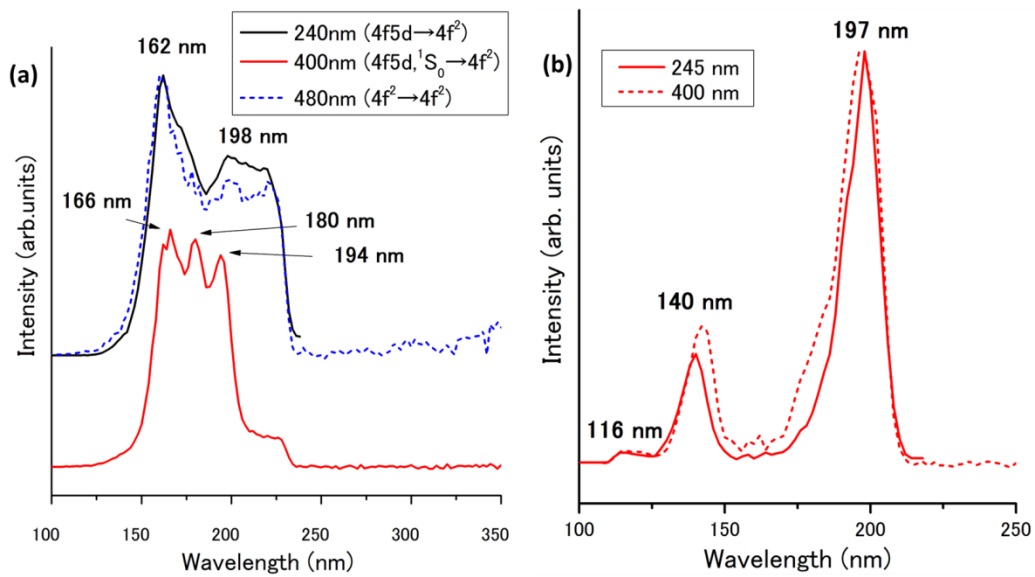 (a)
162 nm
240nm (4f5d→4f²)
400nm (4f5d,¹S₀→4f²)
480nm (4f²→4f²)
198 nm
166 nm
180 nm
194 nm
Intensity (arb.units)
100 150 200 250 300 350
Wavelength (nm)
(b)
197 nm
245 nm
400 nm
140 nm
116 nm
Intensity (arb. units)
100 150 200 250
Wavelength (nm)